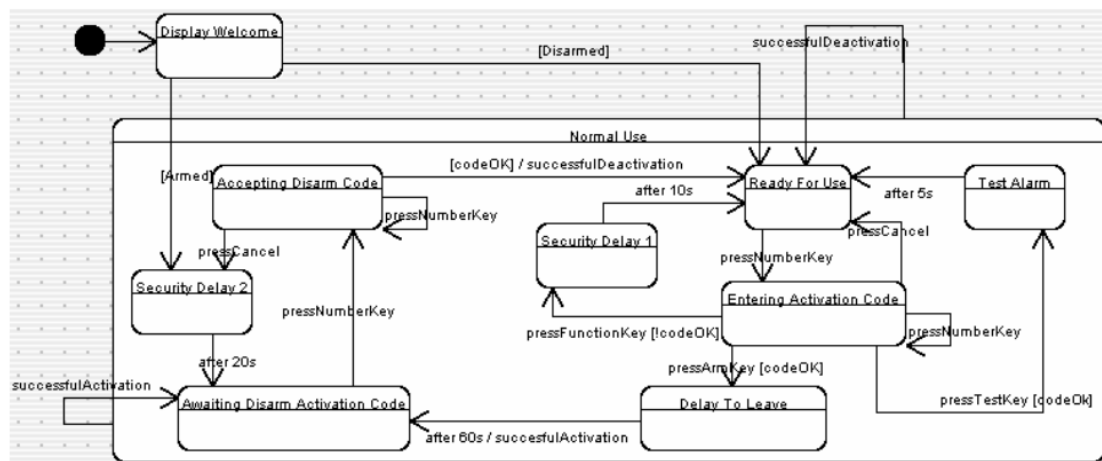 Display Welcome
successfulDeactivation
[Disarmed]
Normal Use
[Armed]
Accepting Disarm Code
[codeOK] / successfulDeactivation
Ready For Use
Test Alarm
after 10s
after 5s
pressNumberKey
pressCancel
Security Delay 1
pressCancel
pressNumberKey
Security Delay 2
Entering Activation Code
pressNumberKey
pressFunctionKey [!codeOK]
pressNumberKey
after 20s
pressArmKey [codeOK]
successfulActivation
Awaiting Disarm Activation Code
Delay To Leave
pressTestKey [codeOk]
after 60s / succesfulActivation